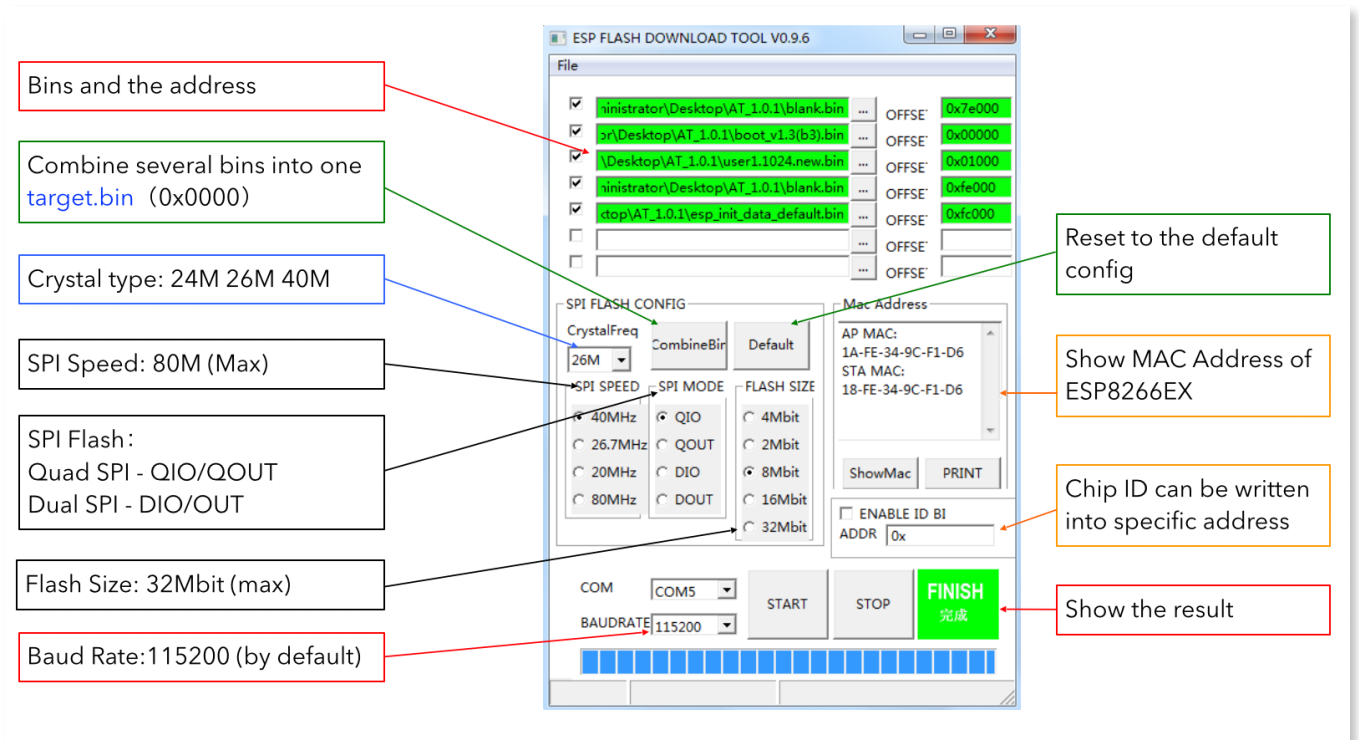 ESP FLASH DOWNLOAD TOOL V0.9.6
File
Bins and the address
Combine several bins into one
target.bin（0x0000）
Crystal type: 24M 26M 40M
SPI Speed: 80M (Max)
SPI Flash：
Quad SPI - QIO/QOUT
Dual SPI - DIO/OUT
Flash Size: 32Mbit (max)
Baud Rate:115200 (by default)
ninistrator\Desktop\AT_1.0.1\blank.bin ... OFFSE 0x7e000
or\Desktop\AT_1.0.1\boot_v1.3(b3).bin ... OFFSE 0x00000
\Desktop\AT_1.0.1\user1.1024.new.bin ... OFFSE 0x01000
ninistrator\Desktop\AT_1.0.1\blank.bin ... OFFSE 0xfe000
ctop\AT_1.0.1\esp_init_data_default.bin ... OFFSE 0xfc000
... OFFSE
... OFFSE
SPI FLASH CONFIG
CrystalFreq
26M
CombineBin
Default
SPI SPEED
40MHz
26.7MHz
20MHz
80MHz
SPI MODE
QIO
QOUT
DIO
DOUT
FLASH SIZE
4Mbit
2Mbit
8Mbit
16Mbit
32Mbit
Mac Address
AP MAC:
1A-FE-34-9C-F1-D6
STA MAC:
18-FE-34-9C-F1-D6
ShowMac
PRINT
ENABLE ID BI
ADDR 0x
COM COM5
BAUDRATE 115200
START
STOP
FINISH
完成
Reset to the default
config
Show MAC Address of
ESP8266EX
Chip ID can be written
into specific address
Show the result